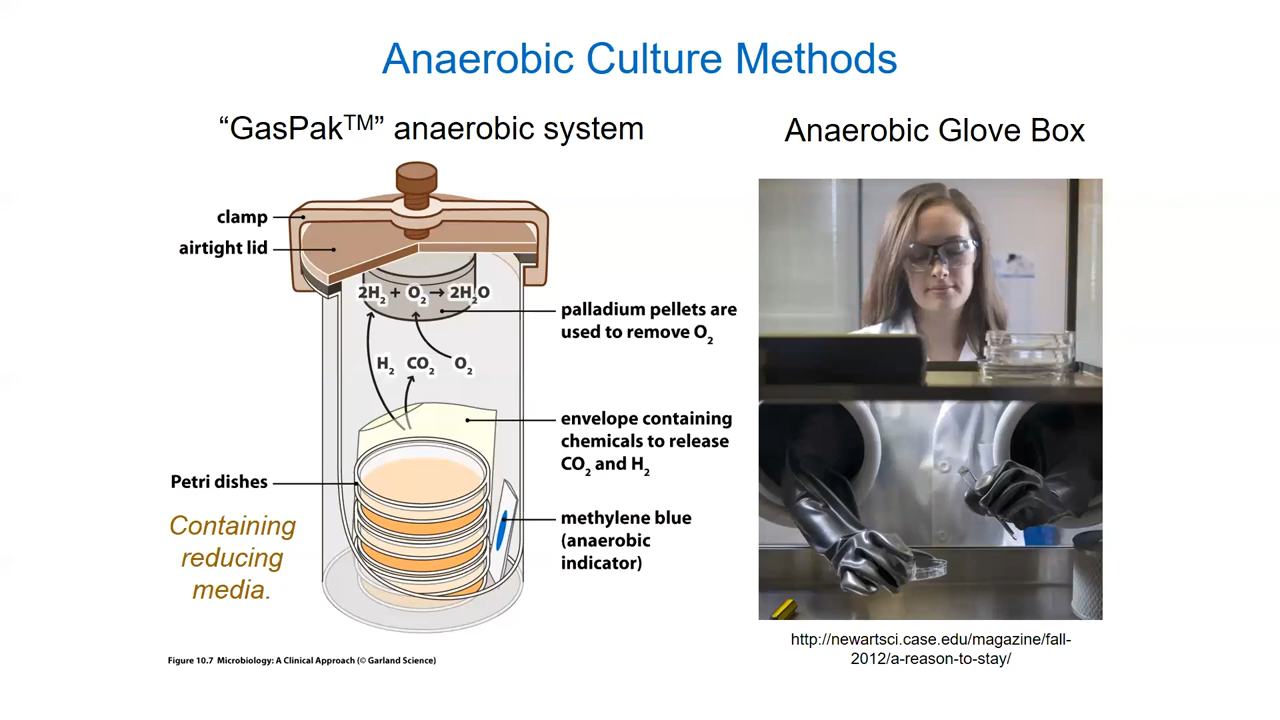 Anaerobic Culture Methods
“GasPak™” anaerobic system
clamp
airtight lid
2H₂ + O₂ → 2H₂O
palladium pellets are
used to remove O₂
H₂ CO₂ O₂
envelope containing
chemicals to release
CO₂ and H₂
Petri dishes
Containing
reducing
media.
methylene blue
(anaerobic
indicator)
Figure 10.7 Microbiology: A Clinical Approach (© Garland Science)
Anaerobic Glove Box
http://newartsci.case.edu/magazine/fall-
2012/a-reason-to-stay/